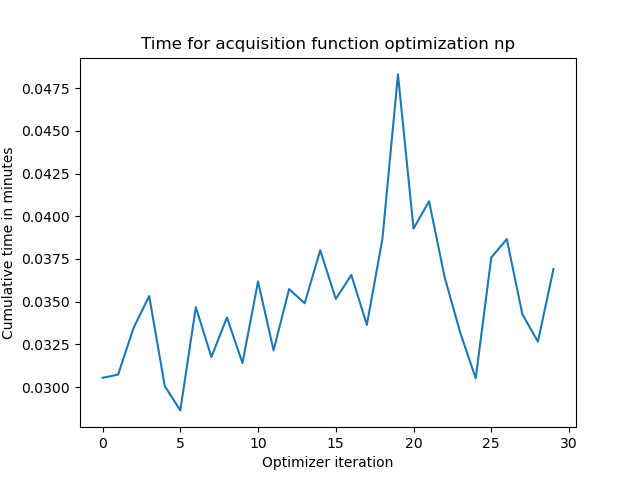 Time for acquisition function optimization np
Cumulative time in minutes
0.0475
0.0450
0.0425
0.0400
0.0375
0.0350
0.0325
0.0300
0 5 10 15 20 25 30
Optimizer iteration